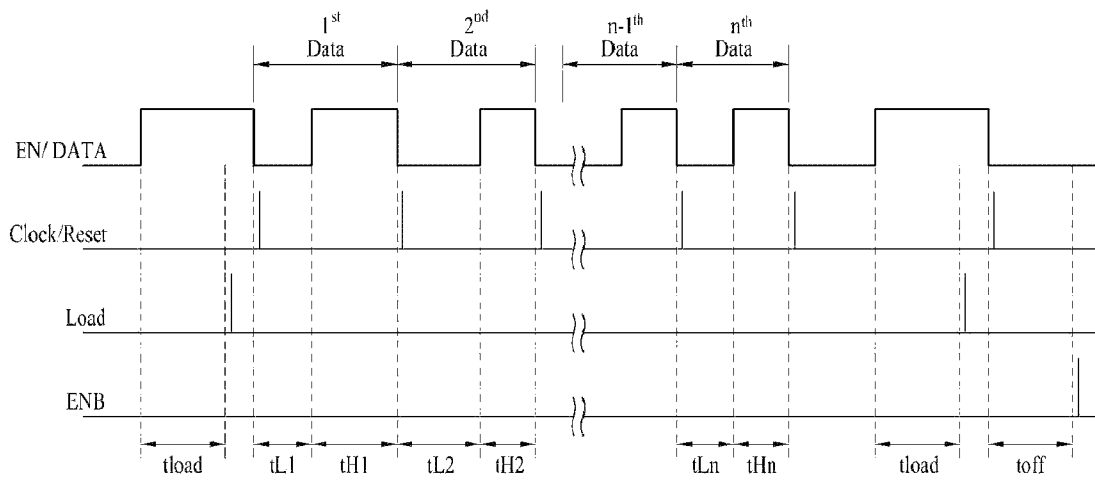 1st
Data
2nd
Data
n-1th
Data
nth
Data
EN/ DATA
Clock/Reset
Load
ENB
tload
tL1
tH1
tL2
tH2
tLn
tHn
tload
toff